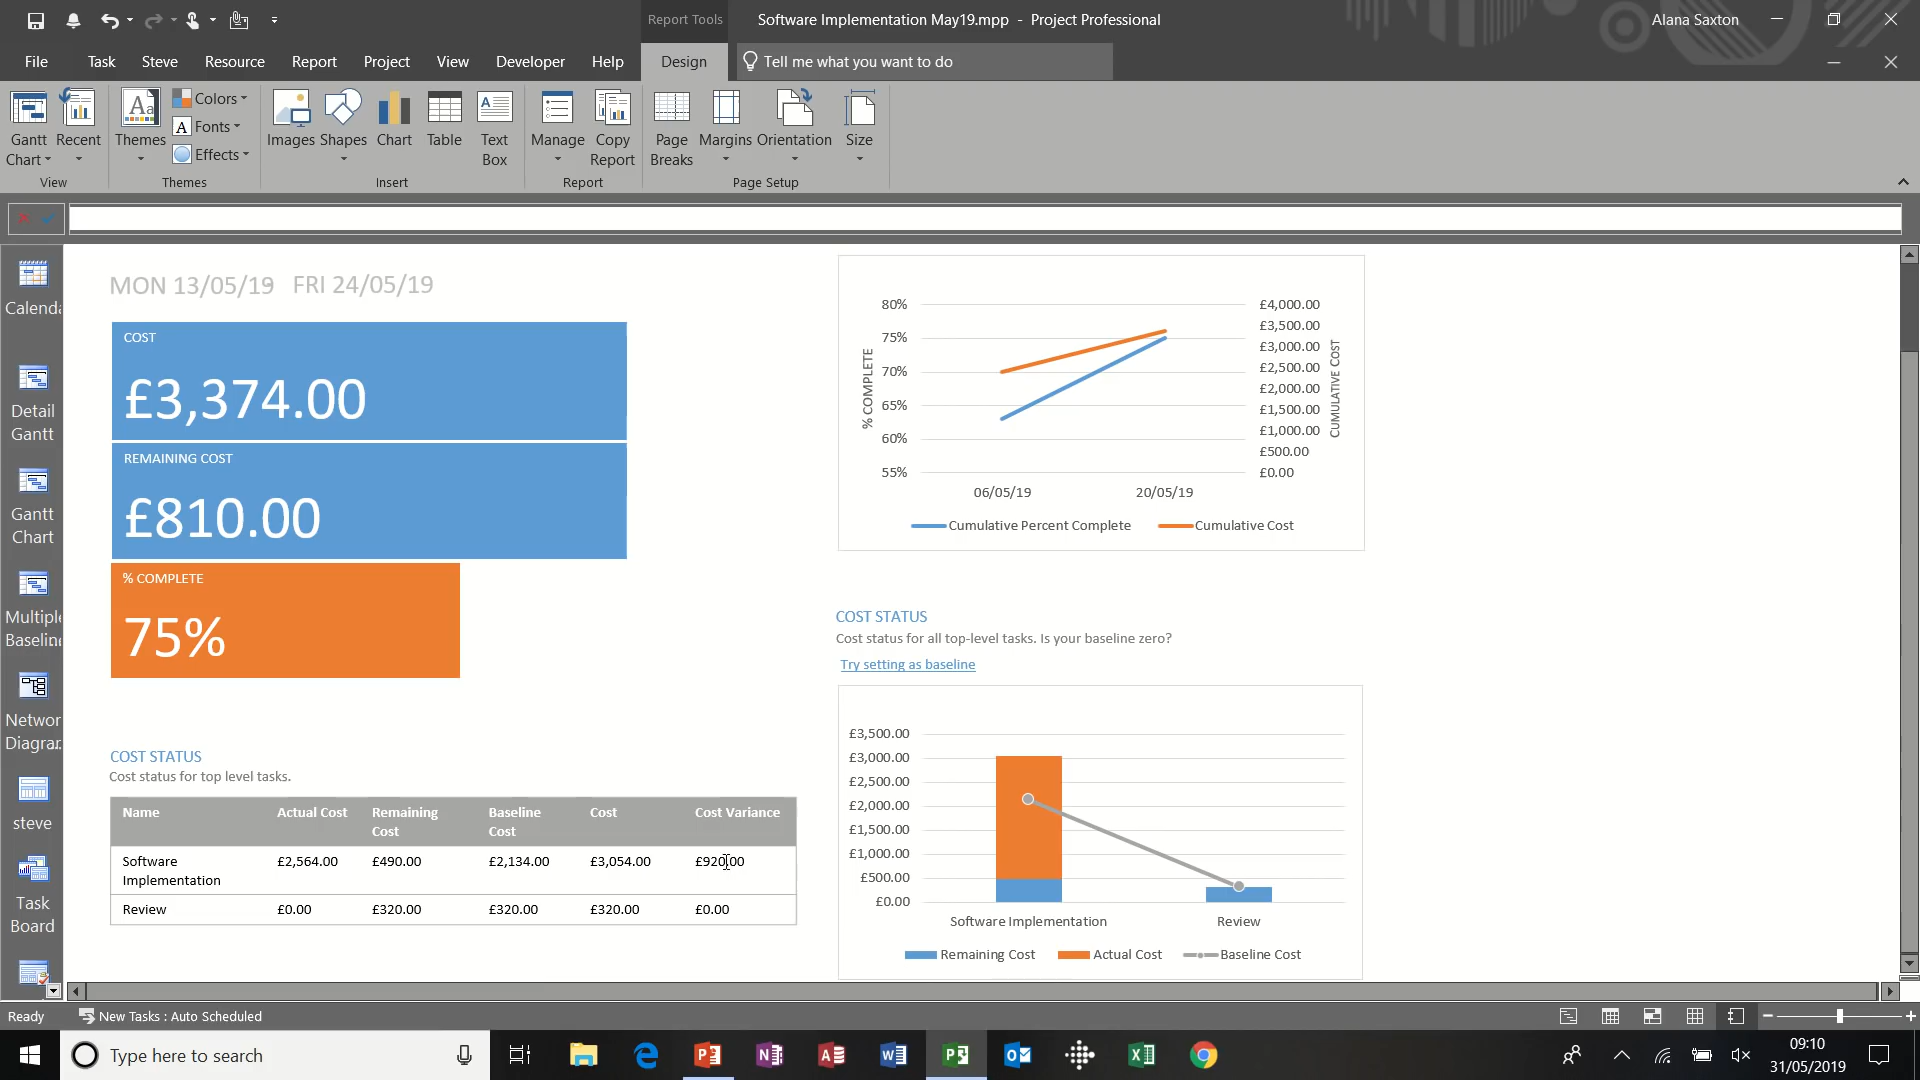 Report Tools
Software Implementation May19.mpp - Project Professional
Alana Saxton
File Task Steve Resource Report Project View Developer Help Design Tell me what you want to do
Gantt Chart
Recent
Themes
Colors
Fonts
Effects
Images
Shapes
Chart
Table
Text Box
Manage
Copy Report
Page Breaks
Margins
Orientation
Size
View Themes Insert Report Page Setup
Calenda
Detail
Gantt
Gantt
Chart
Multiple
Baselin
Networ
Diagrar
steve
Task
Board
MON 13/05/19 FRI 24/05/19
COST
£3,374.00
REMAINING COST
£810.00
% COMPLETE
75%
COST STATUS
Cost status for top level tasks.
Name Actual Cost Remaining Cost Baseline Cost Cost Cost Variance
Software Implementation £2,564.00 £490.00 £2,134.00 £3,054.00 £920.00
Review £0.00 £320.00 £320.00 £320.00 £0.00
% COMPLETE
80%
75%
70%
65%
60%
55%
£4,000.00
£3,500.00
£3,000.00
£2,500.00
£2,000.00
£1,500.00
£1,000.00
£500.00
£0.00
CUMULATIVE COST
06/05/19 20/05/19
Cumulative Percent Complete Cumulative Cost
COST STATUS
Cost status for all top-level tasks. Is your baseline zero?
Try setting as baseline
£3,500.00
£3,000.00
£2,500.00
£2,000.00
£1,500.00
£1,000.00
£500.00
£0.00
Software Implementation Review
Remaining Cost Actual Cost Baseline Cost
Ready New Tasks : Auto Scheduled
Type here to search
09:10
31/05/2019